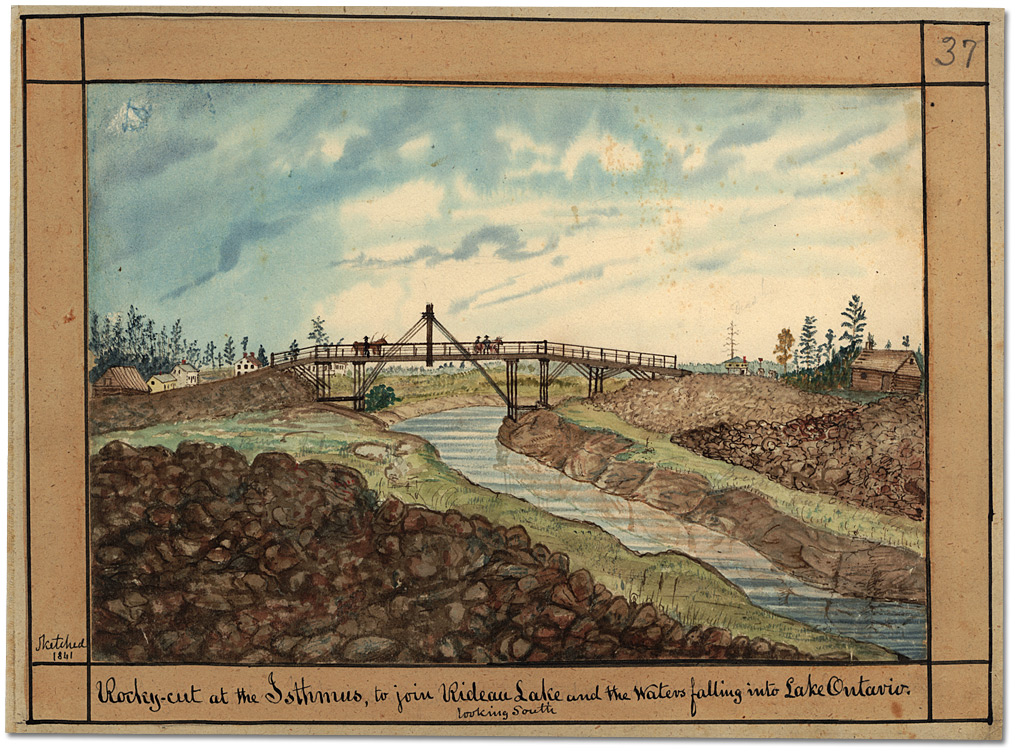 37
Sketched
1841
Rocky-cut at the Isthmus, to join Rideau Lake and the Waters falling into Lake Ontario.
looking South